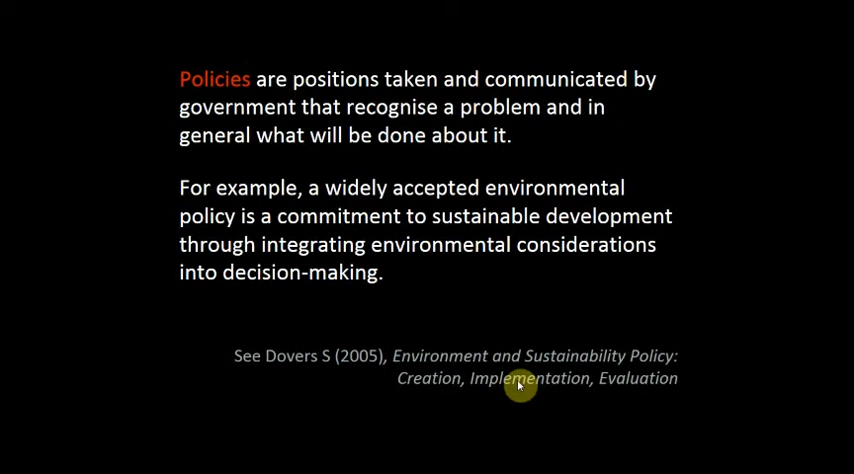 Policies are positions taken and communicated by
government that recognise a problem and in
general what will be done about it.
For example, a widely accepted environmental
policy is a commitment to sustainable development
through integrating environmental considerations
into decision-making.
See Dovers S (2005), Environment and Sustainability Policy:
Creation, Implementation, Evaluation